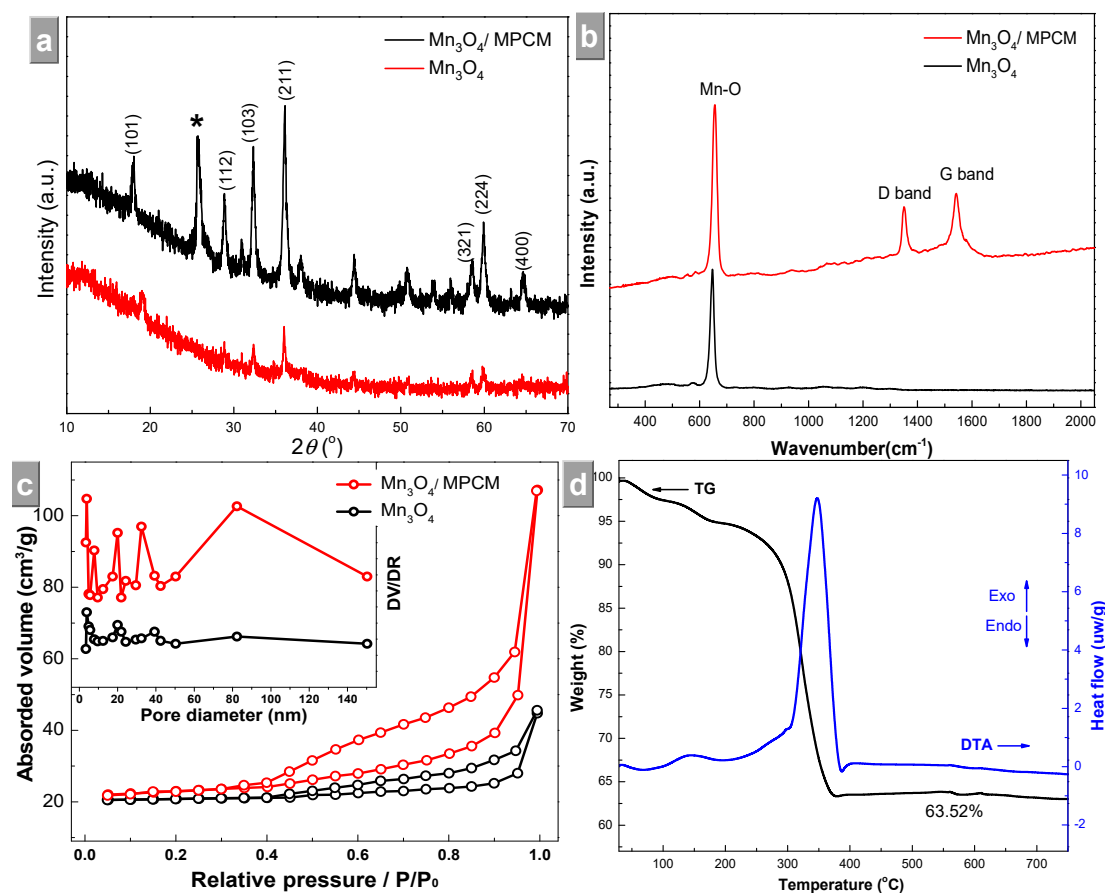 a
Mn₃O₄/ MPCM
Mn₃O₄
(101)
*
(112)
(103)
(211)
(321)
(224)
(400)
Intensity (a.u.)
10 20 30 40 50 60 70
2θ (°)
b
Mn₃O₄/ MPCM
Mn₃O₄
Mn-O
D band
G band
Intensity (a.u.)
400 600 800 1000 1200 1400 1600 1800 2000
Wavenumber(cm⁻¹)
c
Mn₃O₄/ MPCM
Mn₃O₄
DV/DR
0 20 40 60 80 100 120 140
Pore diameter (nm)
Absorded volume (cm³/g)
100
80
60
40
20
0.0 0.2 0.4 0.6 0.8 1.0
Relative pressure / P/P₀
d
TG
Exo
Endo
DTA
63.52%
Weight (%)
100
95
90
85
80
75
70
65
60
100 200 300 400 500 600 700
Temperature (°C)
10
8
6
4
2
0
-2
Heat flow (uw/g)